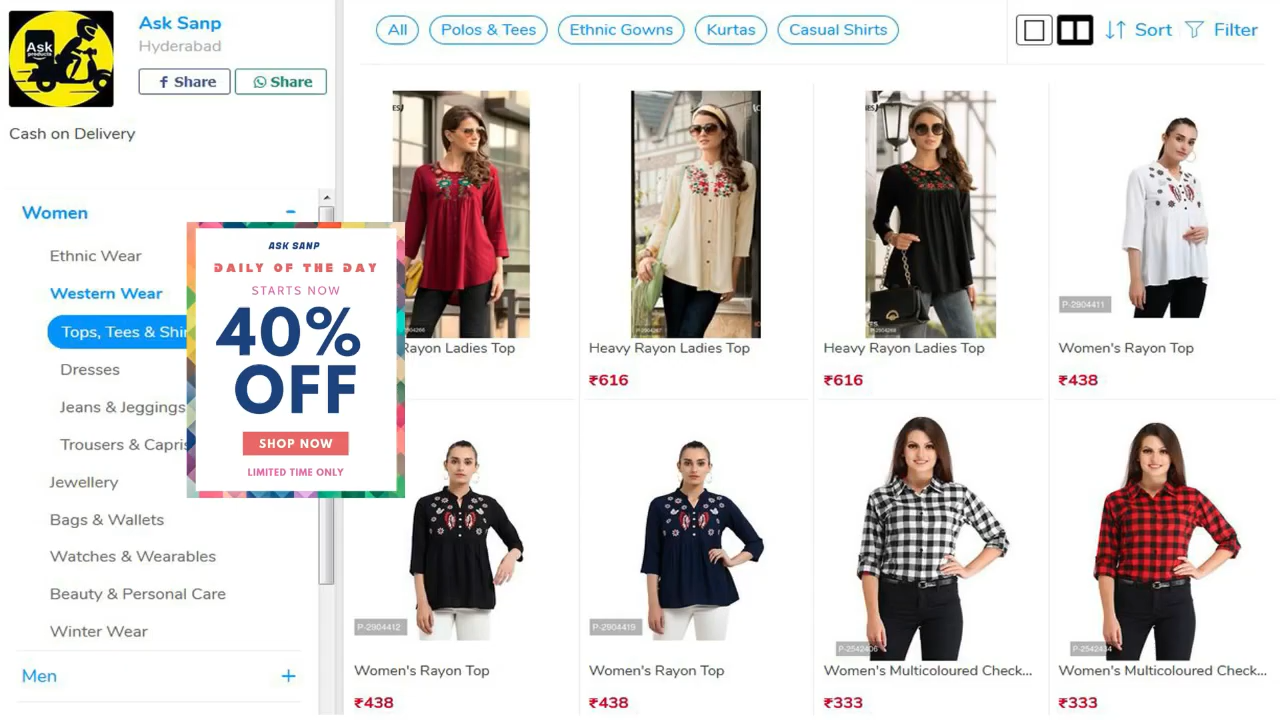 Ask
products
Ask Sanp
Hyderabad
Share
Share
Cash on Delivery
All
Polos & Tees
Ethnic Gowns
Kurtas
Casual Shirts
Sort
Filter
Women
Ethnic Wear
Western Wear
Tops, Tees & Shi
Dresses
Jeans & Jeggings
Trousers & Capris
Jewellery
Bags & Wallets
Watches & Wearables
Beauty & Personal Care
Winter Wear
Men
ASK SANP
DAILY OF THE DAY
STARTS NOW
40%
OFF
SHOP NOW
LIMITED TIME ONLY
Rayon Ladies Top
Heavy Rayon Ladies Top
₹616
Heavy Rayon Ladies Top
₹616
P-2904411
Women's Rayon Top
₹438
P-2904412
Women's Rayon Top
₹438
P-2904419
Women's Rayon Top
₹438
P-2542406
Women's Multicoloured Check...
₹333
Women's Multicoloured Check...
₹333